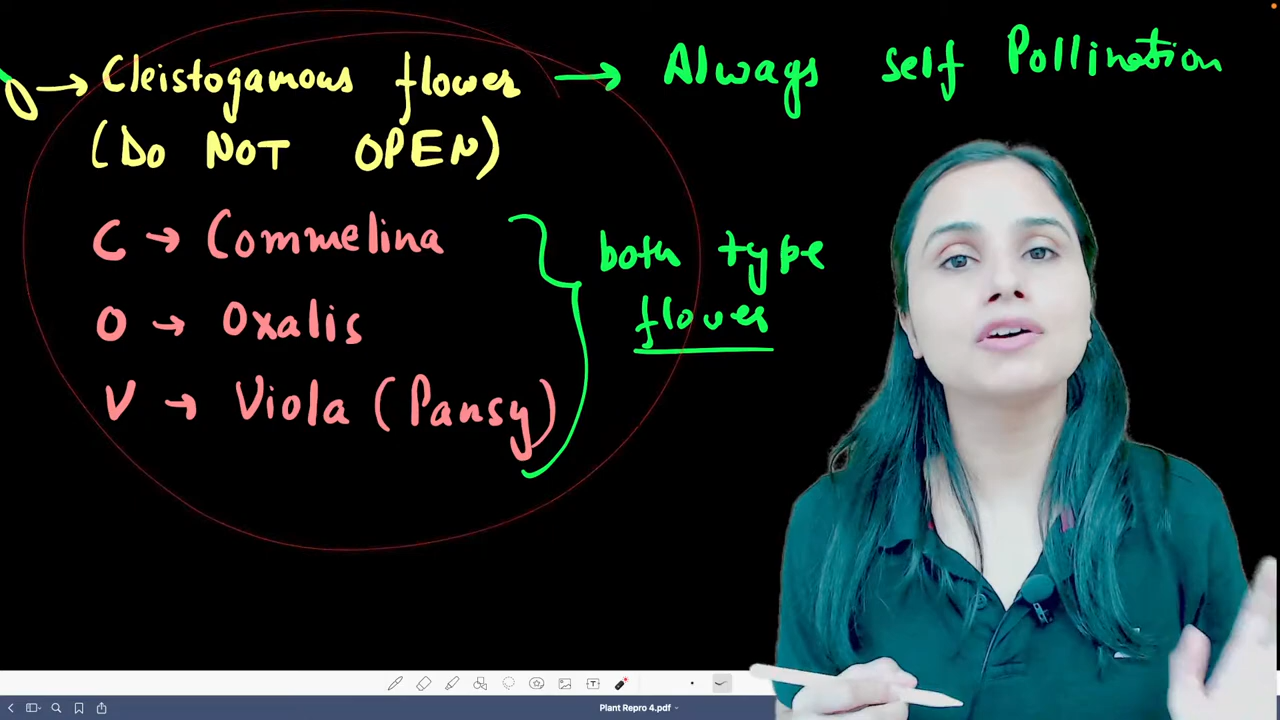 → Cleistogamous flower → Always self Pollination
(DO NOT OPEN)
C → Commelina
O → Oxalis
V → Viola (Pansy)
both type
flower
Plant Repro 4.pdf